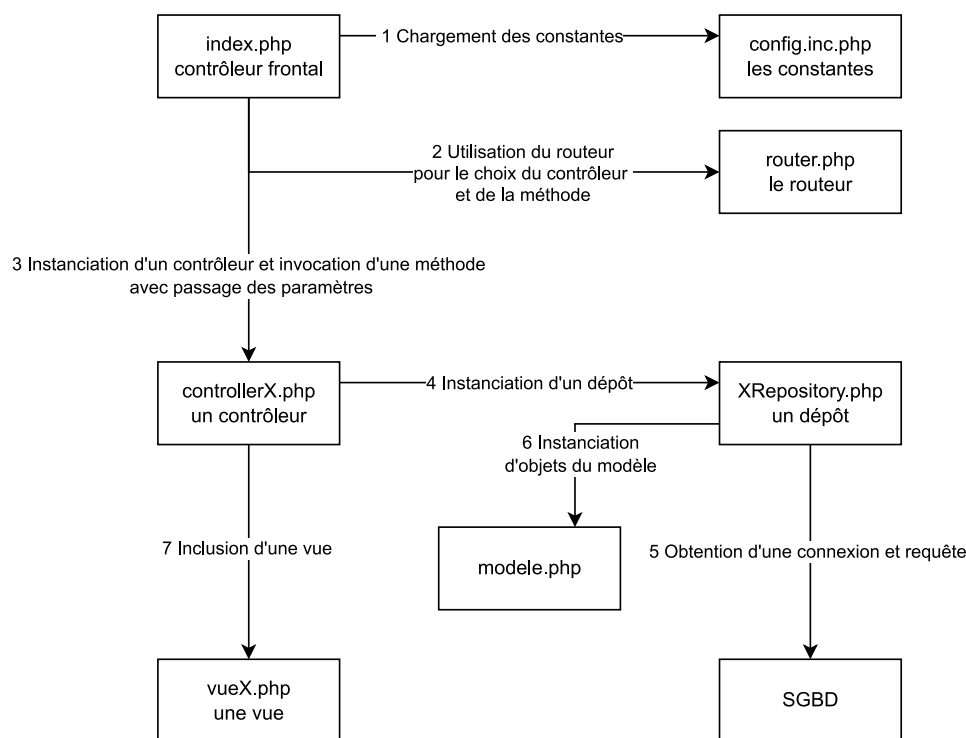 index.php
contrôleur frontal
1 Chargement des constantes
config.inc.php
les constantes
2 Utilisation du routeur
pour le choix du contrôleur
et de la méthode
router.php
le routeur
3 Instanciation d'un contrôleur et invocation d'une méthode
avec passage des paramètres
controllerX.php
un contrôleur
4 Instanciation d'un dépôt
XRepository.php
un dépôt
6 Instanciation
d'objets du modèle
7 Inclusion d'une vue
modele.php
5 Obtention d'une connexion et requête
vueX.php
une vue
SGBD